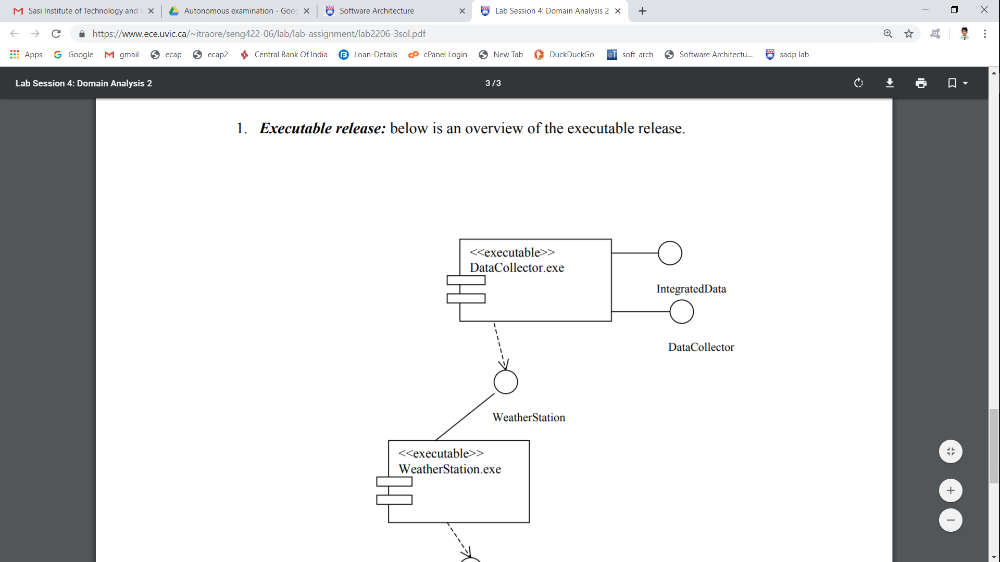 Sasi Institute of Technology and
Autonomous examination - Goo
Software Architecture
Lab Session 4: Domain Analysis 2
https://www.ece.uvic.ca/~itraore/seng422-06/lab/lab-assignment/lab2206-3sol.pdf
Apps
Google
gmail
ecap
ecap2
Central Bank Of India
Loan-Details
cPanel Login
New Tab
DuckDuckGo
soft_arch
Software Architectu...
sadp lab
Lab Session 4: Domain Analysis 2
3 / 3
1. Executable release: below is an overview of the executable release.
<<executable>>
DataCollector.exe
IntegratedData
DataCollector
WeatherStation
<<executable>>
WeatherStation.exe